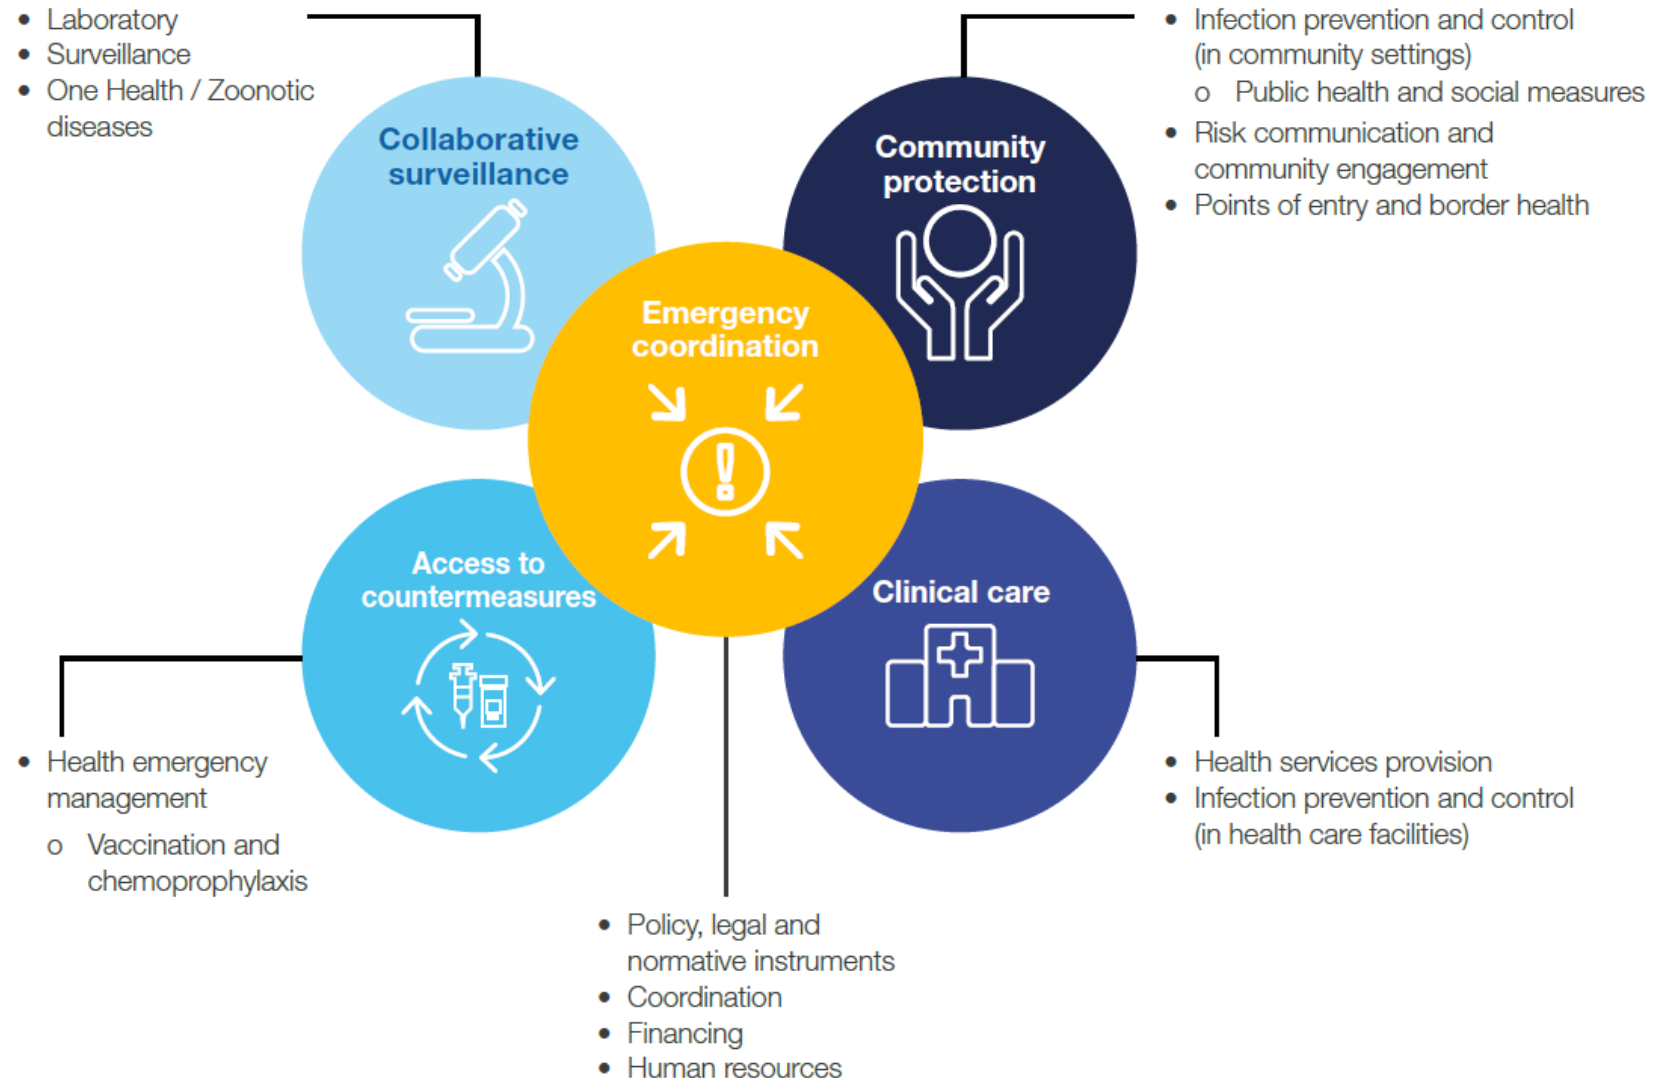 • Laboratory
• Surveillance
• One Health / Zoonotic
diseases
Collaborative
surveillance
• Infection prevention and control
(in community settings)
o Public health and social measures
• Risk communication and
community engagement
• Points of entry and border health
Community
protection
Emergency
coordination
Access to
countermeasures
Clinical care
• Health emergency
management
o Vaccination and
chemoprophylaxis
• Health services provision
• Infection prevention and control
(in health care facilities)
• Policy, legal and
normative instruments
• Coordination
• Financing
• Human resources